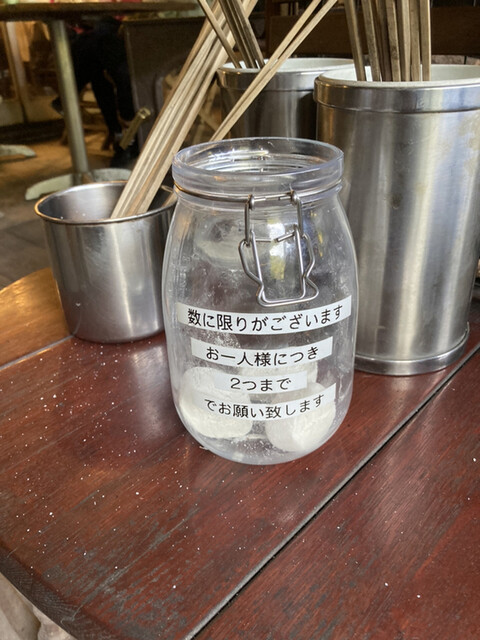 数に限りがございます
お一人様につき
2つまで
でお願い致します